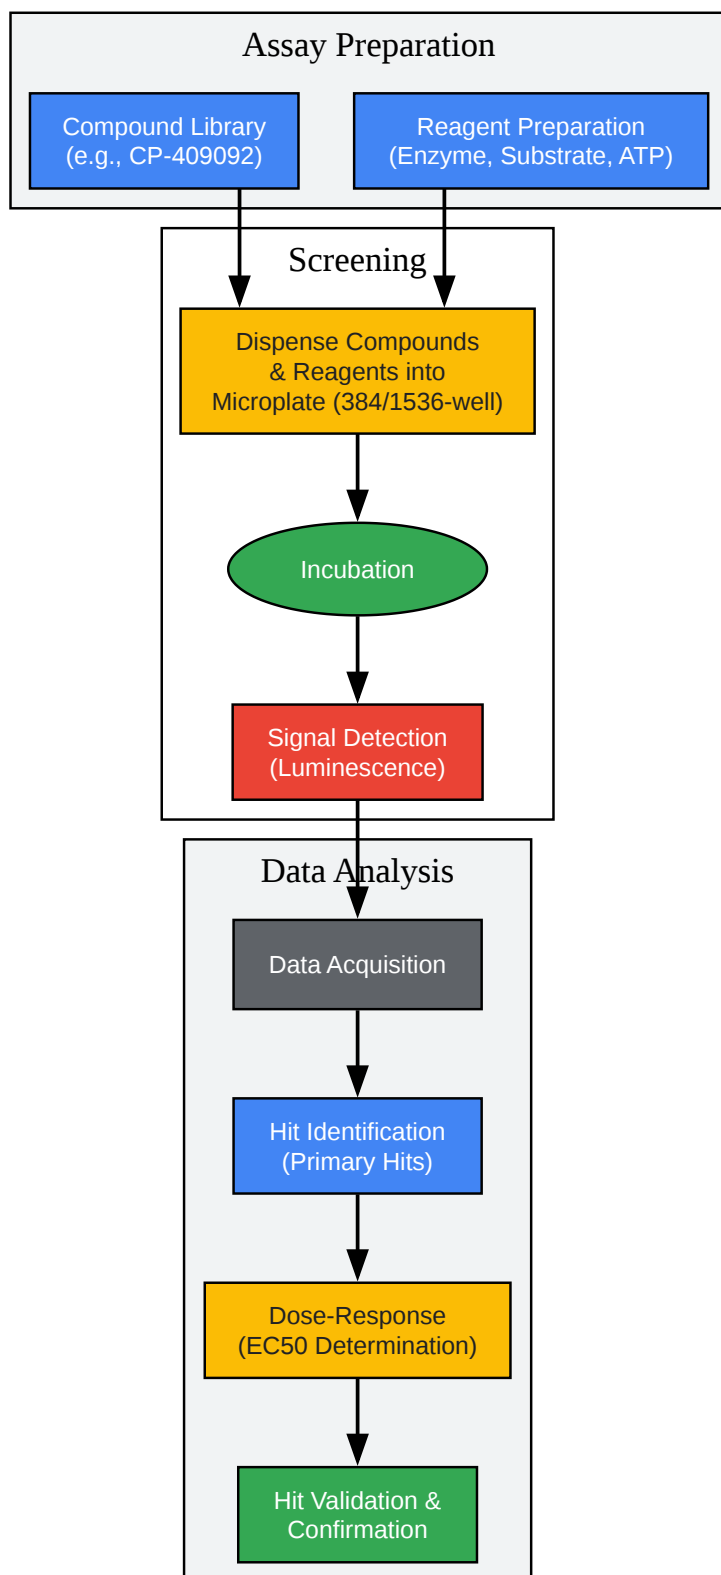 Assay Preparation
Compound Library
(e.g., CP-409092)
Reagent Preparation
(Enzyme, Substrate, ATP)
Screening
Dispense Compounds
& Reagents into
Microplate (384/1536-well)
Incubation
Signal Detection
(Luminescence)
Data Analysis
Data Acquisition
Hit Identification
(Primary Hits)
Dose-Response
(EC50 Determination)
Hit Validation &
Confirmation